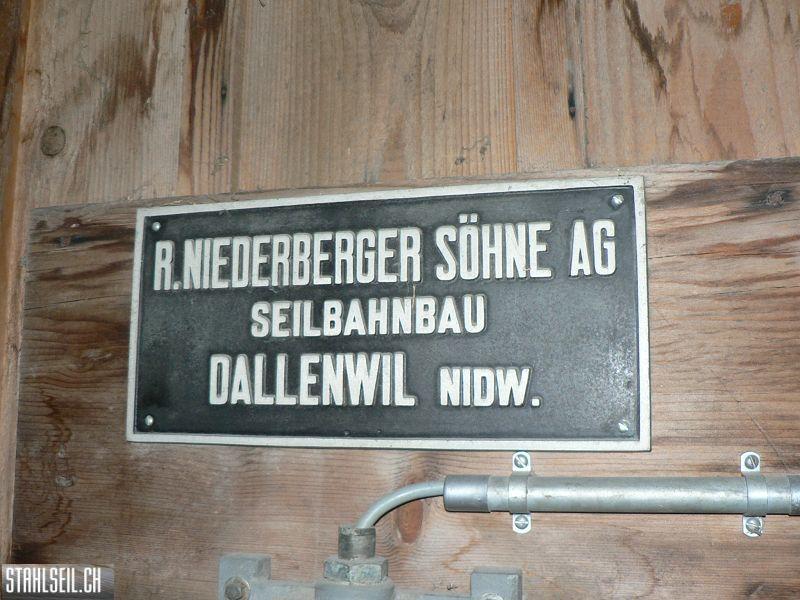 R. NIEDERBERGER SÖHNE AG
SEILBAHNBAU
DALLENWIL NIDW.
STAHLSEIL.CH